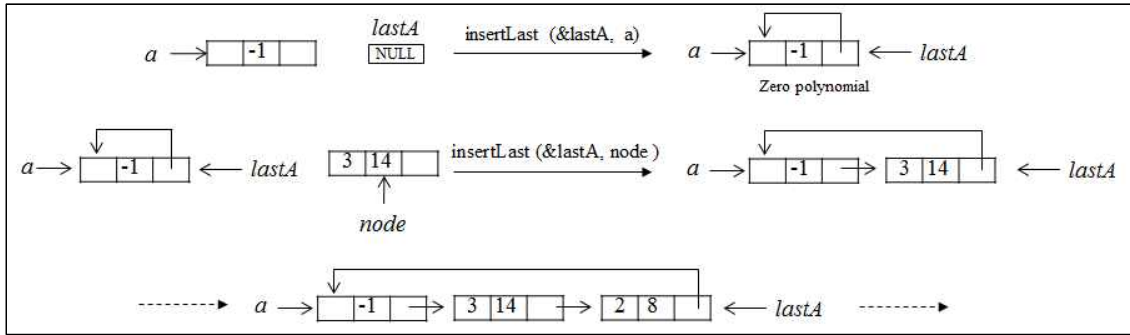 lastA
insertLast (&lastA, a)
a -1 NULL a -1 lastA
Zero polynomial
a -1 lastA 3 14 insertLast (&lastA, node ) a -1 3 14 lastA
node
a -1 3 14 2 8 lastA